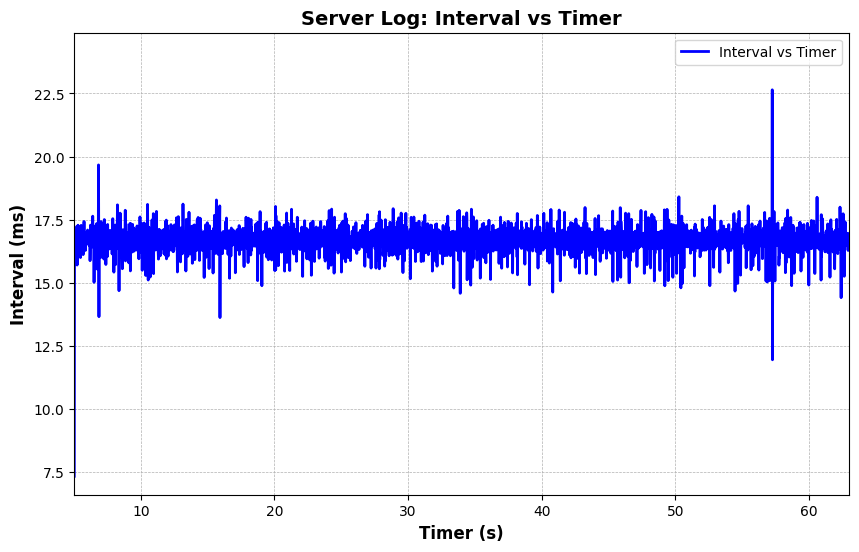 Server Log: Interval vs Timer
Interval vs Timer
22.5
20.0
17.5
15.0
12.5
10.0
7.5
Interval (ms)
10 20 30 40 50 60
Timer (s)